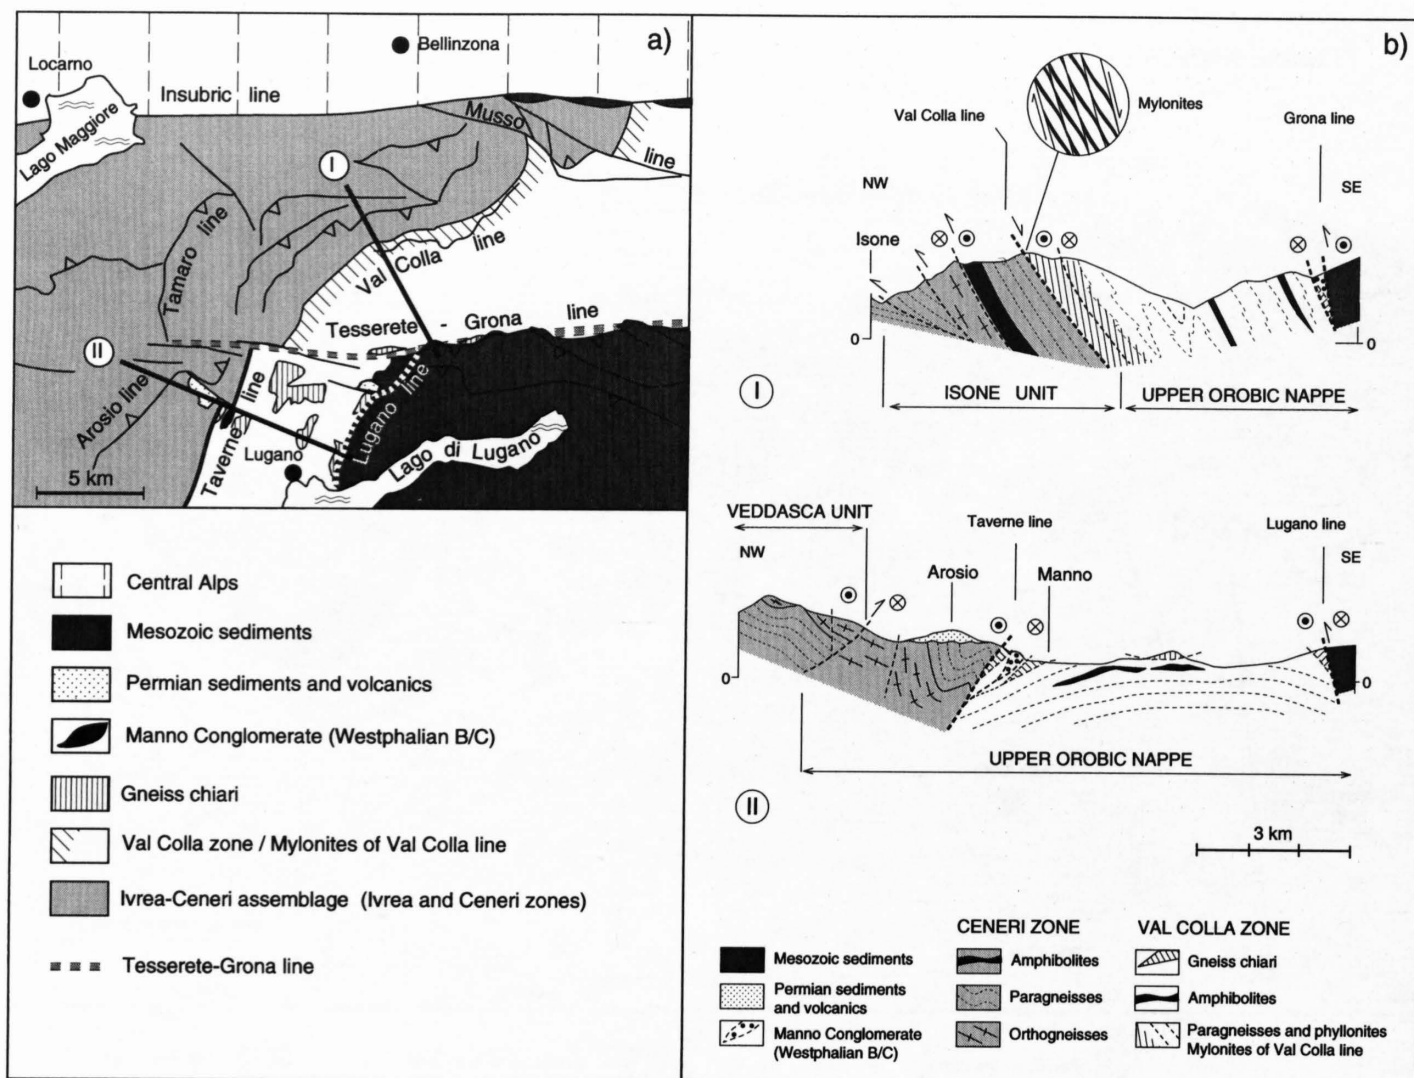 a)
Bellinzona
Locarno
Insubric line
Lago Maggiore
Musso
line
I
Tamaro line
Val Colla line
Tesserete - Grona line
II
Arosio line
Taverne line
Lugano line
Lugano
Lago di Lugano
5 km
Central Alps
Mesozoic sediments
Permian sediments and volcanics
Manno Conglomerate (Westphalian B/C)
Gneiss chiari
Val Colla zone / Mylonites of Val Colla line
Ivrea-Ceneri assemblage (Ivrea and Ceneri zones)
Tesserete-Grona line
b)
Mylonites
Val Colla line
Grona line
NW
SE
Isone
0
0
I
ISONE UNIT
UPPER OROBIC NAPPE
VEDDASCA UNIT
Taverne line
Lugano line
NW
SE
Arosio
Manno
0
0
UPPER OROBIC NAPPE
II
3 km
CENERI ZONE
VAL COLLA ZONE
Mesozoic sediments
Amphibolites
Gneiss chiari
Permian sediments
and volcanics
Paragneisses
Amphibolites
Manno Conglomerate
(Westphalian B/C)
Orthogneisses
Paragneisses and phyllonites
Mylonites of Val Colla line